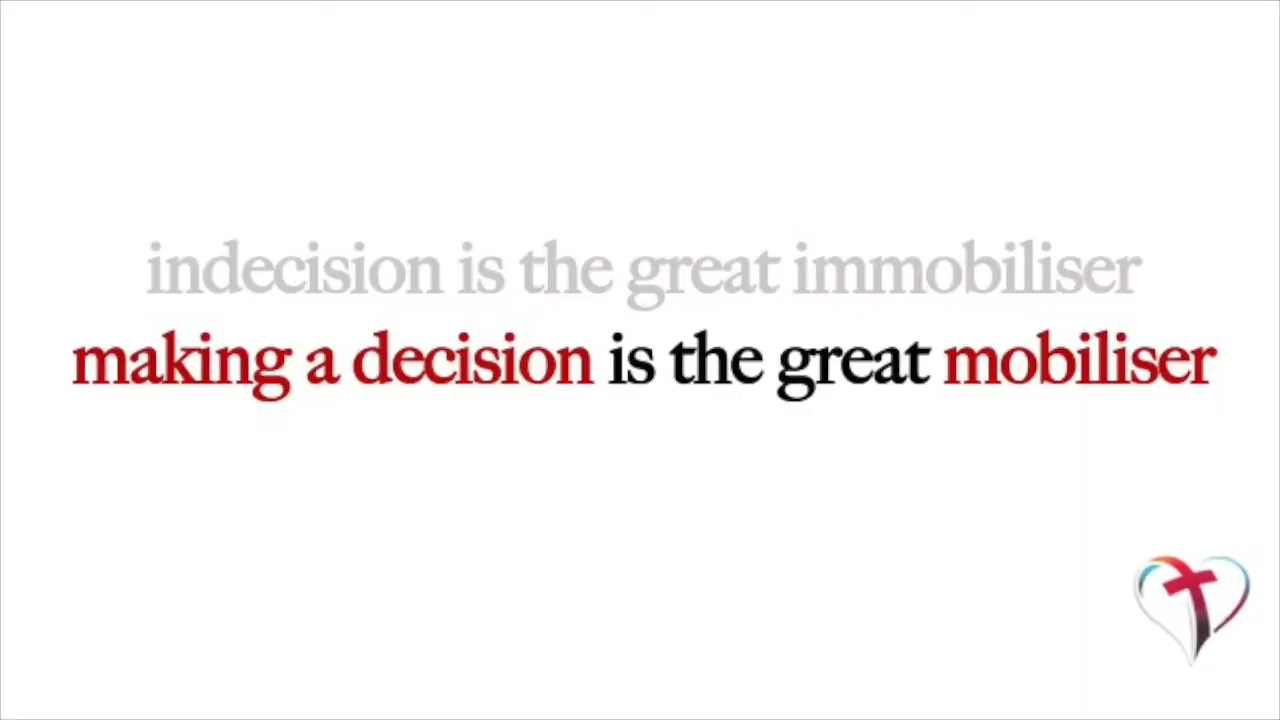 indecision is the great immobiliser
making a decision is the great mobiliser